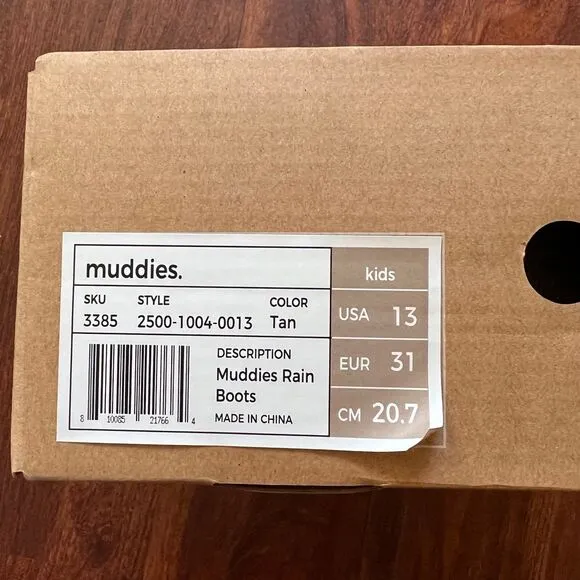 muddies.
kids
SKU STYLE COLOR
3385 2500-1004-0013 Tan
USA 13
DESCRIPTION
Muddies Rain
Boots
MADE IN CHINA
EUR 31
CM 20.7
8 10085 21766 4